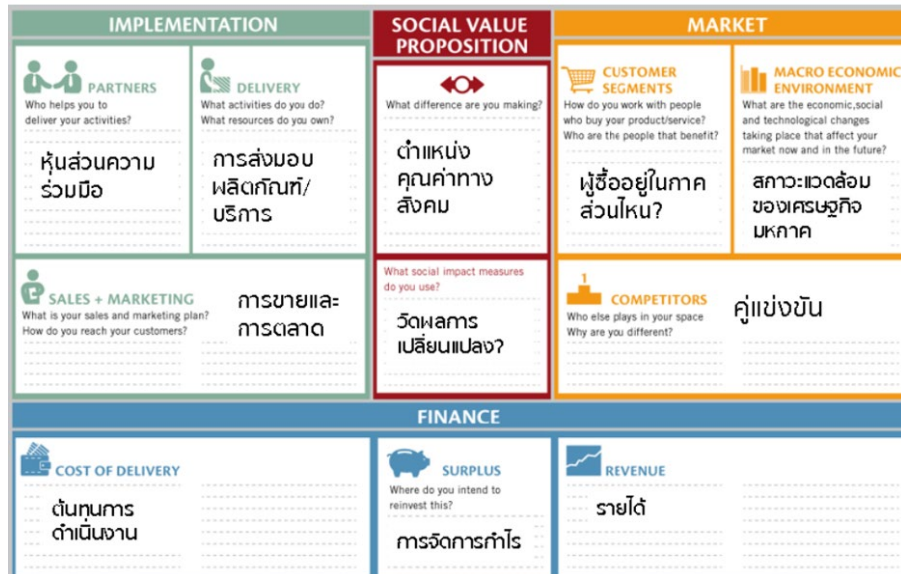 IMPLEMENTATION
PARTNERS
Who helps you to
deliver your activities?
หุ้นส่วนความ
ร่วมมือ
DELIVERY
What activities do you do?
What resources do you own?
การส่งมอบ
ผลิตภัณฑ์/
บริการ
SALES + MARKETING
What is your sales and marketing plan?
How do you reach your customers?
การขายและ
การตลาด
SOCIAL VALUE
PROPOSITION
What difference are you making?
ตำแหน่ง
คุณค่าทาง
สังคม
What social impact measures
do you use?
วัดผลการ
เปลี่ยนแปลง?
MARKET
CUSTOMER
SEGMENTS
How do you work with people
who buy your product/service?
Who are the people that benefit?
ผู้ซื้ออยู่ในภาค
ส่วนไหน?
MACRO ECONOMIC
ENVIRONMENT
What are the economic,social
and technological changes
taking place that affect your
market now and in the future?
สภาวะแวดล้อม
ของเศรษฐกิจ
มหภาค
1
COMPETITORS
Who else plays in your space
Why are you different?
คู่แข่งขัน
FINANCE
COST OF DELIVERY
ต้นทุนการ
ดำเนินงาน
SURPLUS
Where do you intend to
reinvest this?
การจัดการกำไร
REVENUE
รายได้